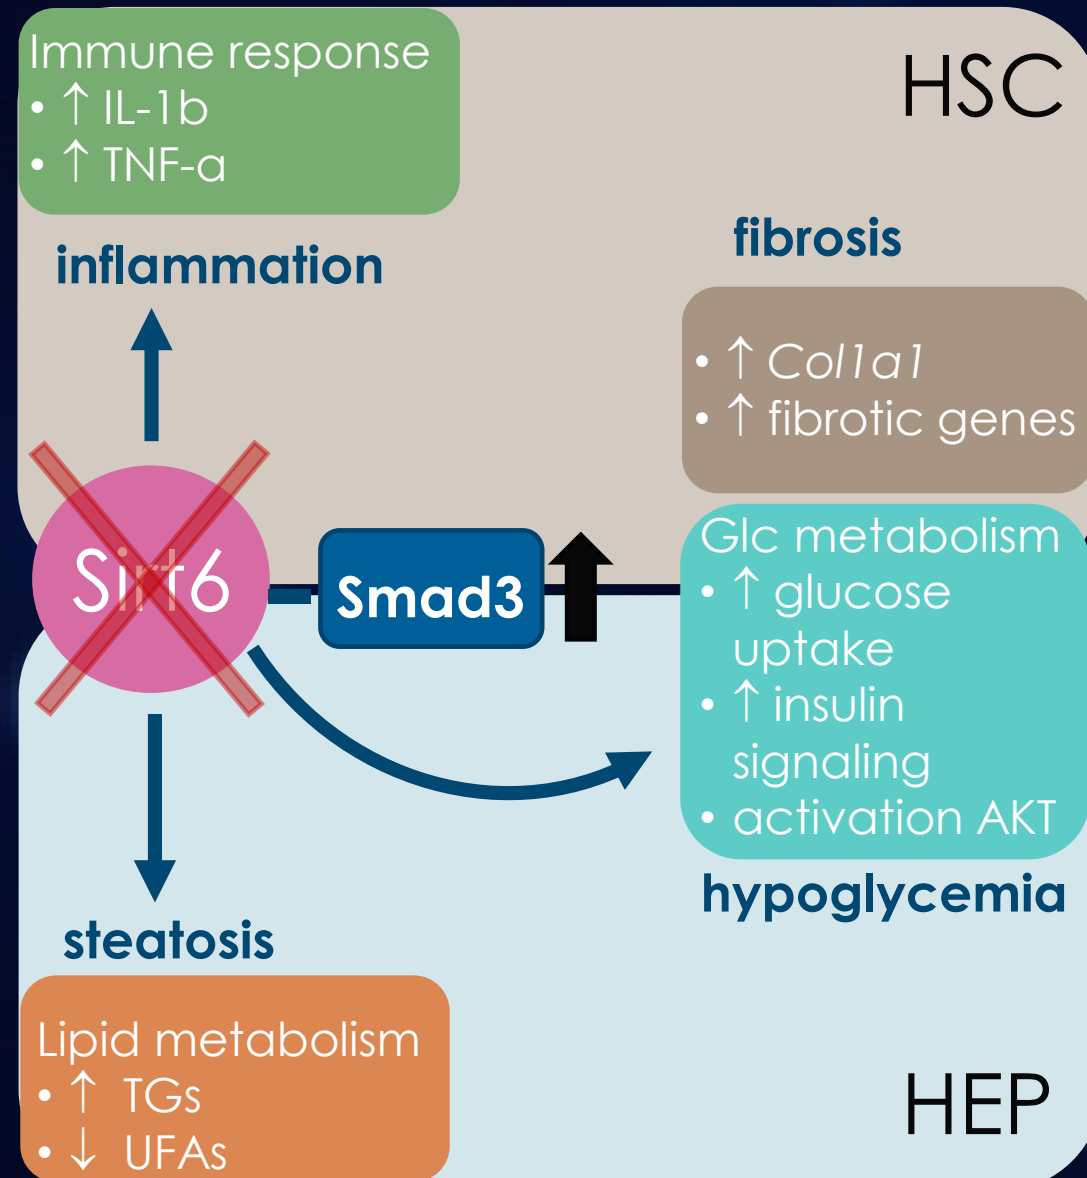 Immune response
• ↑ IL-1b
• ↑ TNF-a
HSC
inflammation
fibrosis
• ↑ Col1a1
• ↑ fibrotic genes
Sirt6
Smad3
Glc metabolism
• ↑ glucose
uptake
• ↑ insulin
signaling
• activation AKT
hypoglycemia
steatosis
Lipid metabolism
• ↑ TGs
• ↓ UFAs
HEP